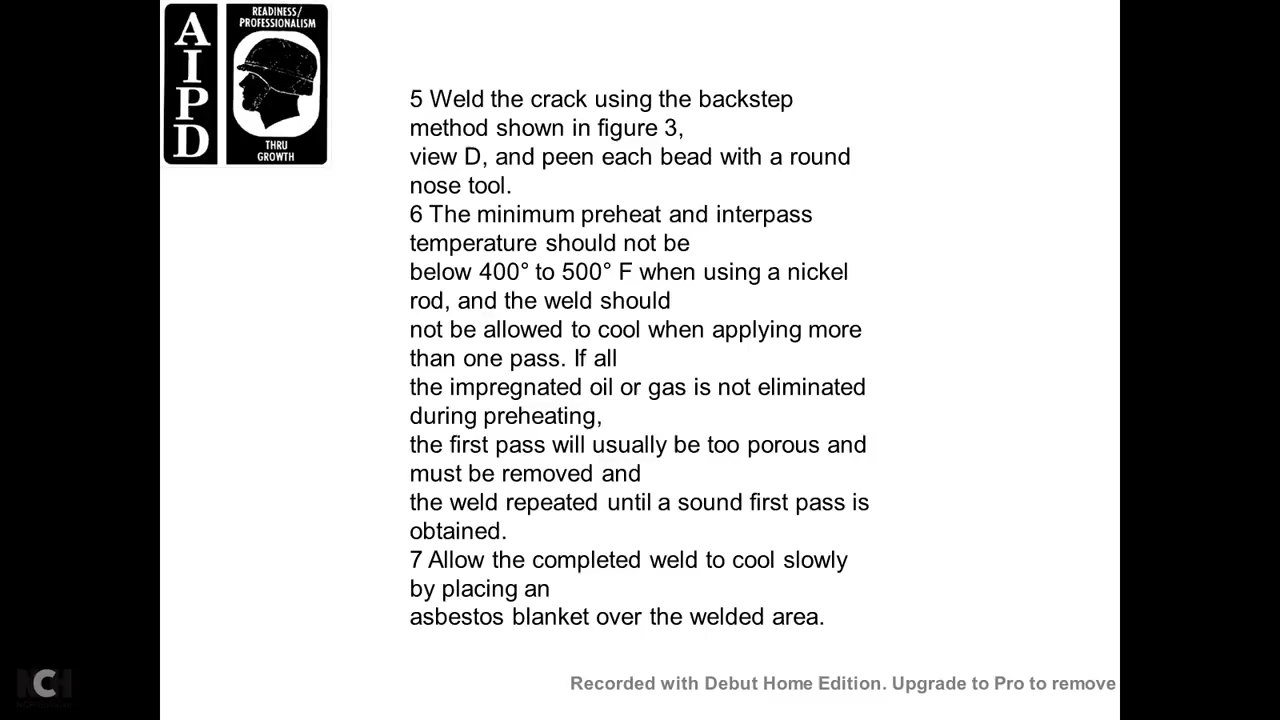 A
I
P
D
READINESS/
PROFESSIONALISM
THRU
GROWTH
5 Weld the crack using the backstep
method shown in figure 3,
view D, and peen each bead with a round
nose tool.
6 The minimum preheat and interpass
temperature should not be
below 400° to 500° F when using a nickel
rod, and the weld should
not be allowed to cool when applying more
than one pass. If all
the impregnated oil or gas is not eliminated
during preheating,
the first pass will usually be too porous and
must be removed and
the weld repeated until a sound first pass is
obtained.
7 Allow the completed weld to cool slowly
by placing an
asbestos blanket over the welded area.
NCH
Recorded with Debut Home Edition. Upgrade to Pro to remove